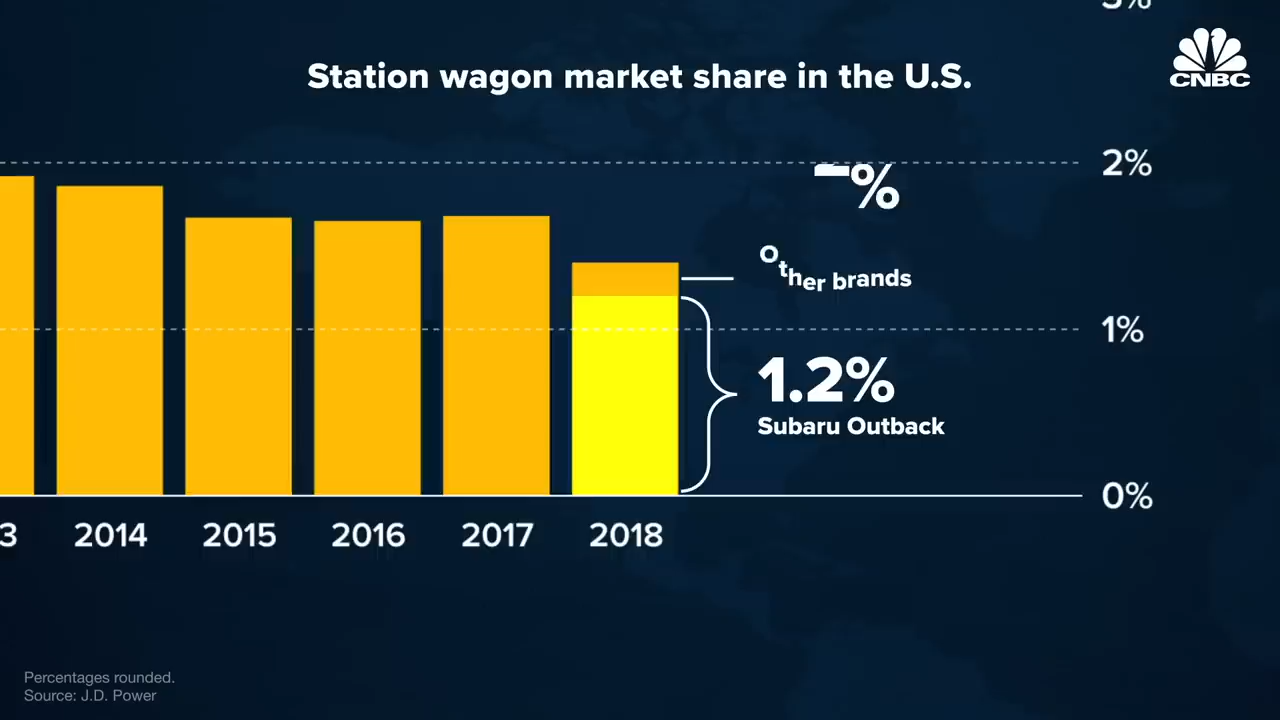 Station wagon market share in the U.S.
CNBC
2%
%
Other brands
1%
1.2%
Subaru Outback
0%
3
2014
2015
2016
2017
2018
Percentages rounded.
Source: J.D. Power